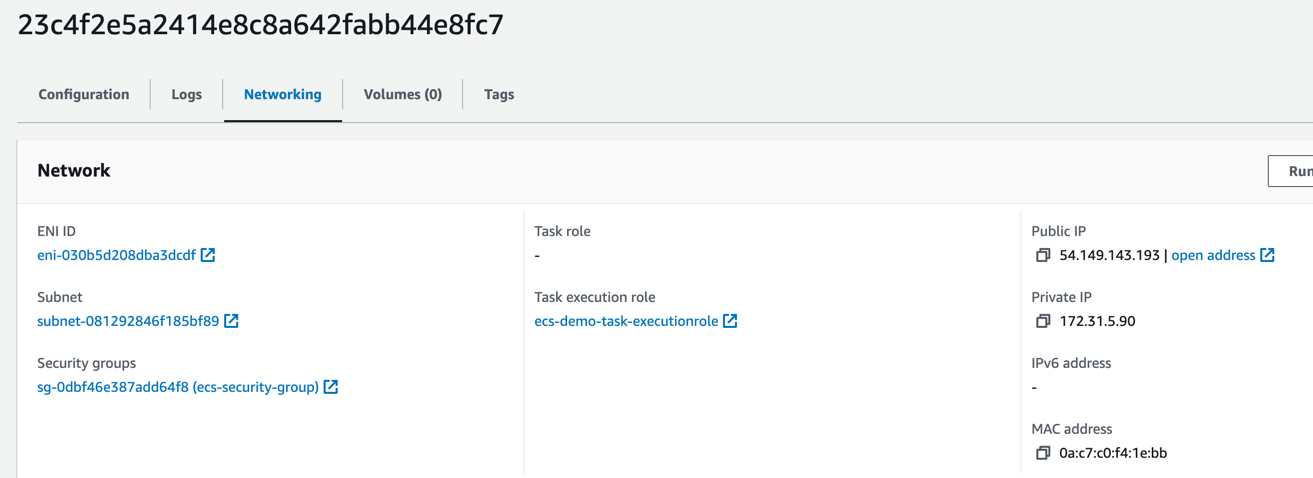 23c4f2e5a2414e8c8a642fabb44e8fc7
Configuration
Logs
Networking
Volumes (0)
Tags
Network
Run
ENI ID
eni-030b5d208dba3dcdf
Subnet
subnet-081292846f185bf89
Security groups
sg-0dbf46e387add64f8 (ecs-security-group)
Task role
-
Task execution role
ecs-demo-task-executionrole
Public IP
54.149.143.193 | open address
Private IP
172.31.5.90
IPv6 address
-
MAC address
0a:c7:c0:f4:1e:bb